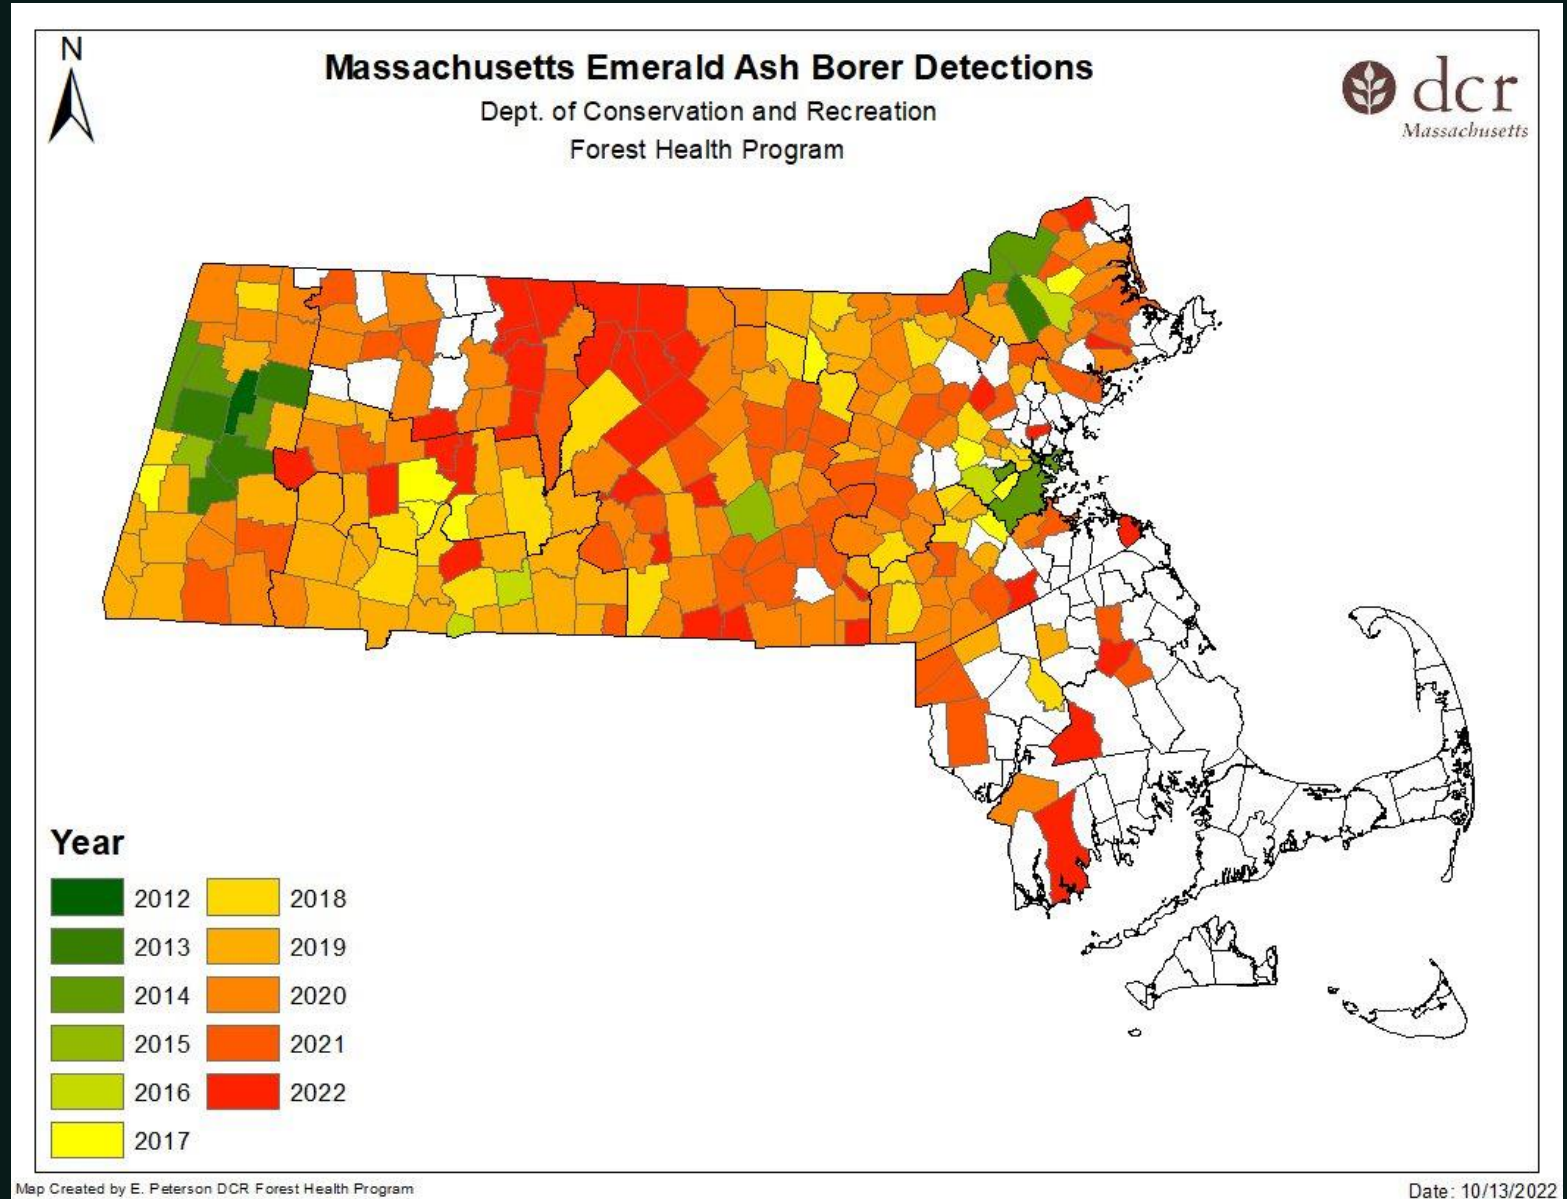 N
Massachusetts Emerald Ash Borer Detections
Dept. of Conservation and Recreation
Forest Health Program
dcr
Massachusetts
Year
2012
2013
2014
2015
2016
2017
2018
2019
2020
2021
2022
Map Created by E. Peterson DCR Forest Health Program
Date: 10/13/2022